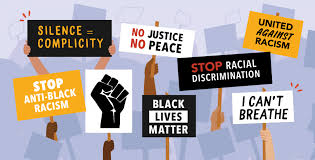 SILENCE =
COMPLICITY
NO JUSTICE
NO PEACE
UNITED
AGAINST
RACISM
STOP RACIAL
DISCRIMINATION
STOP
ANTI-BLACK
RACISM
BLACK
LIVES
MATTER
I CAN'T
BREATHE